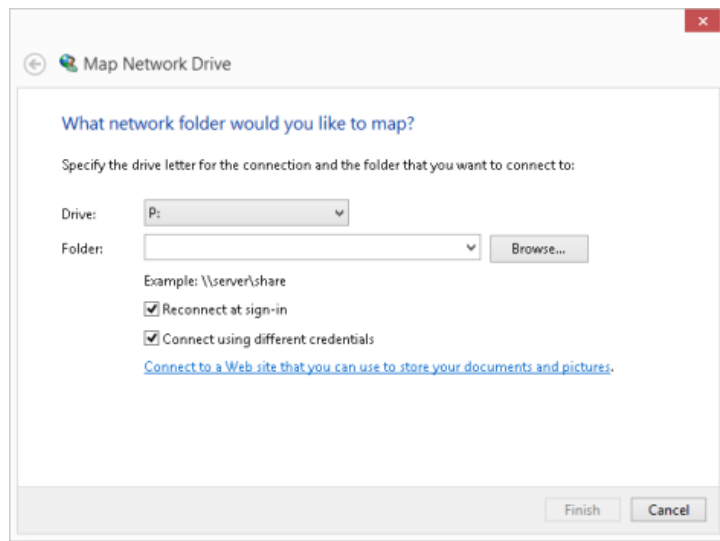 Map Network Drive
What network folder would you like to map?
Specify the drive letter for the connection and the folder that you want to connect to:
Drive: P:
Folder: Browse...
Example: \\server\share
Reconnect at sign-in
Connect using different credentials
Connect to a Web site that you can use to store your documents and pictures.
Finish Cancel